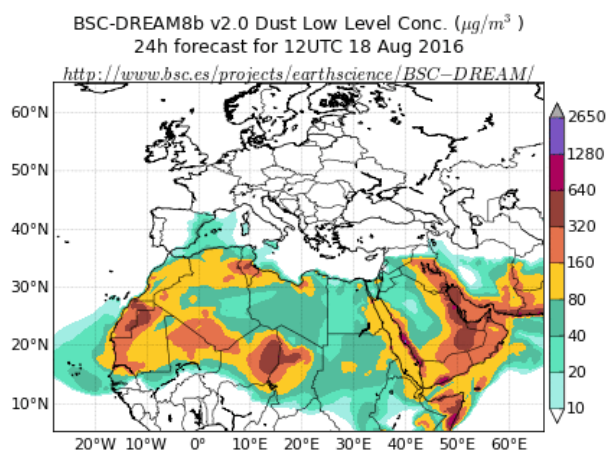 BSC-DREAM8b v2.0 Dust Low Level Conc. (μg/m³ )
24h forecast for 12UTC 18 Aug 2016
http://www.bsc.es/projects/earthscience/BSC−DREAM/
60°N
50°N
40°N
30°N
20°N
10°N
20°W 10°W 0° 10°E 20°E 30°E 40°E 50°E 60°E
2650
1280
640
320
160
80
40
20
10